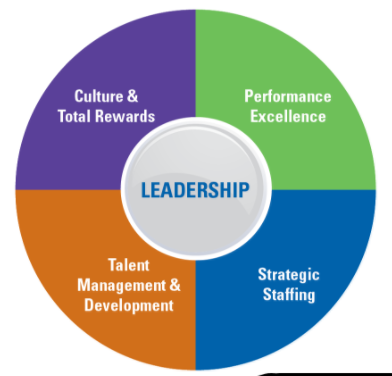 Culture &
Total Rewards
Performance
Excellence
LEADERSHIP
Talent
Management &
Development
Strategic
Staffing